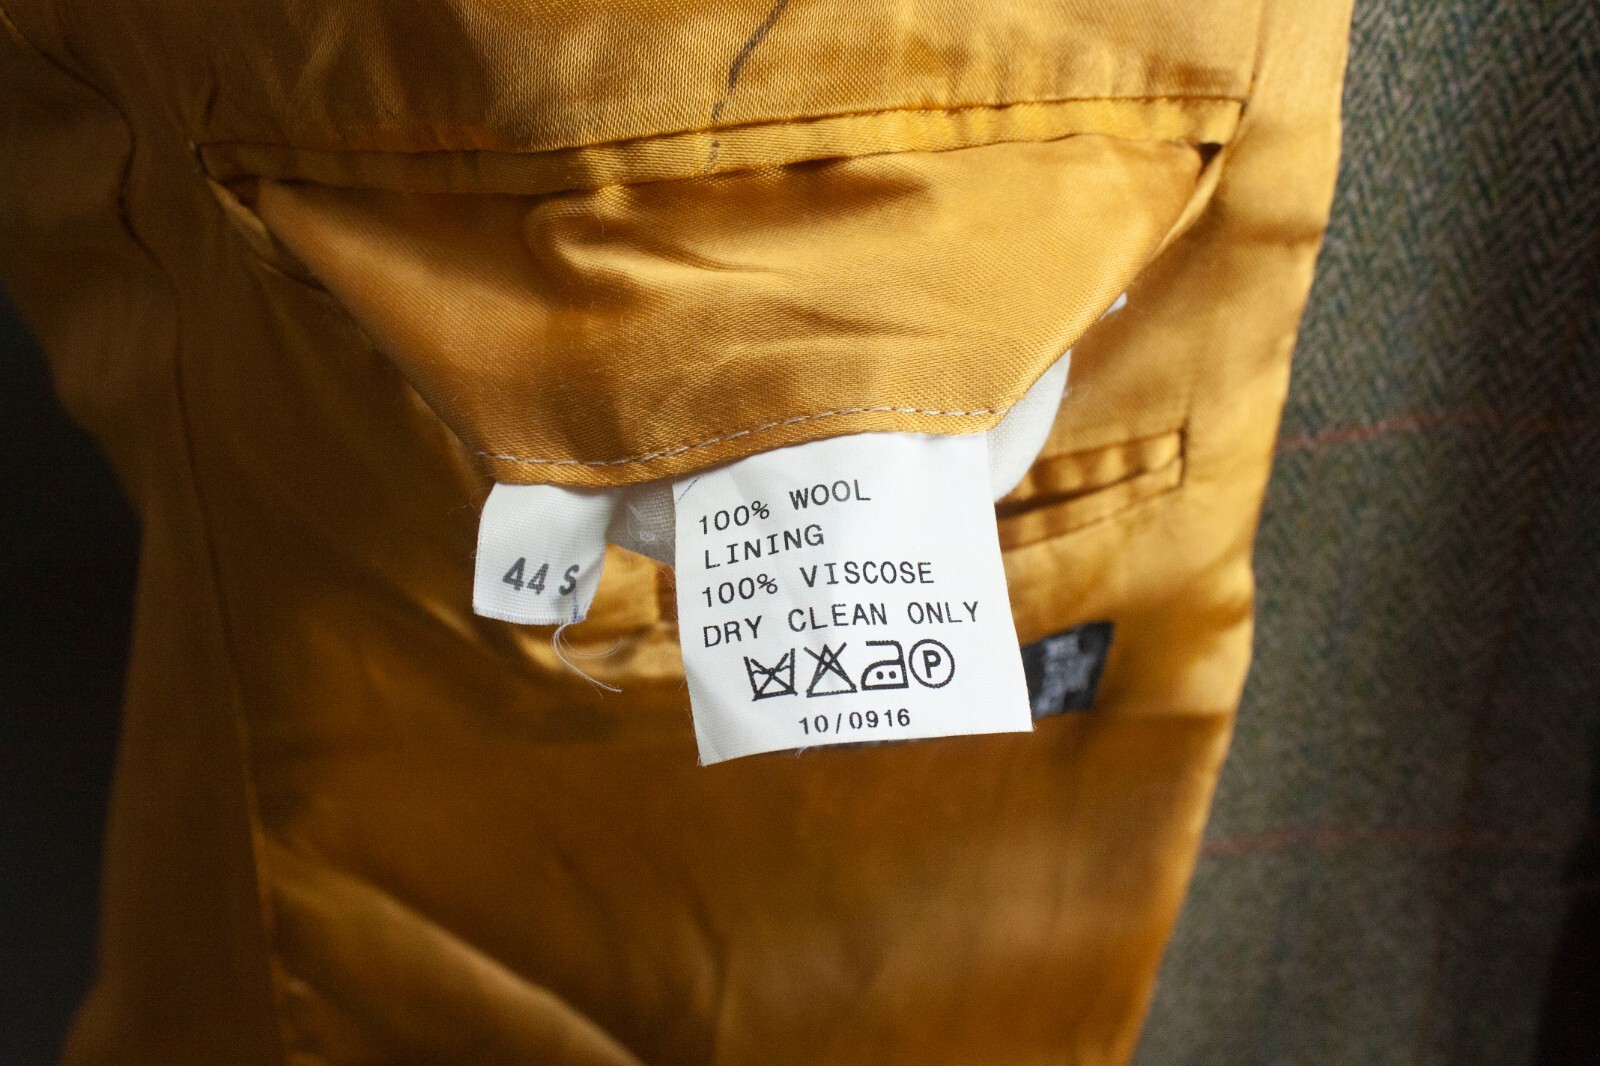 44 S
100% WOOL
LINING
100% VISCOSE
DRY CLEAN ONLY
P
10/0916